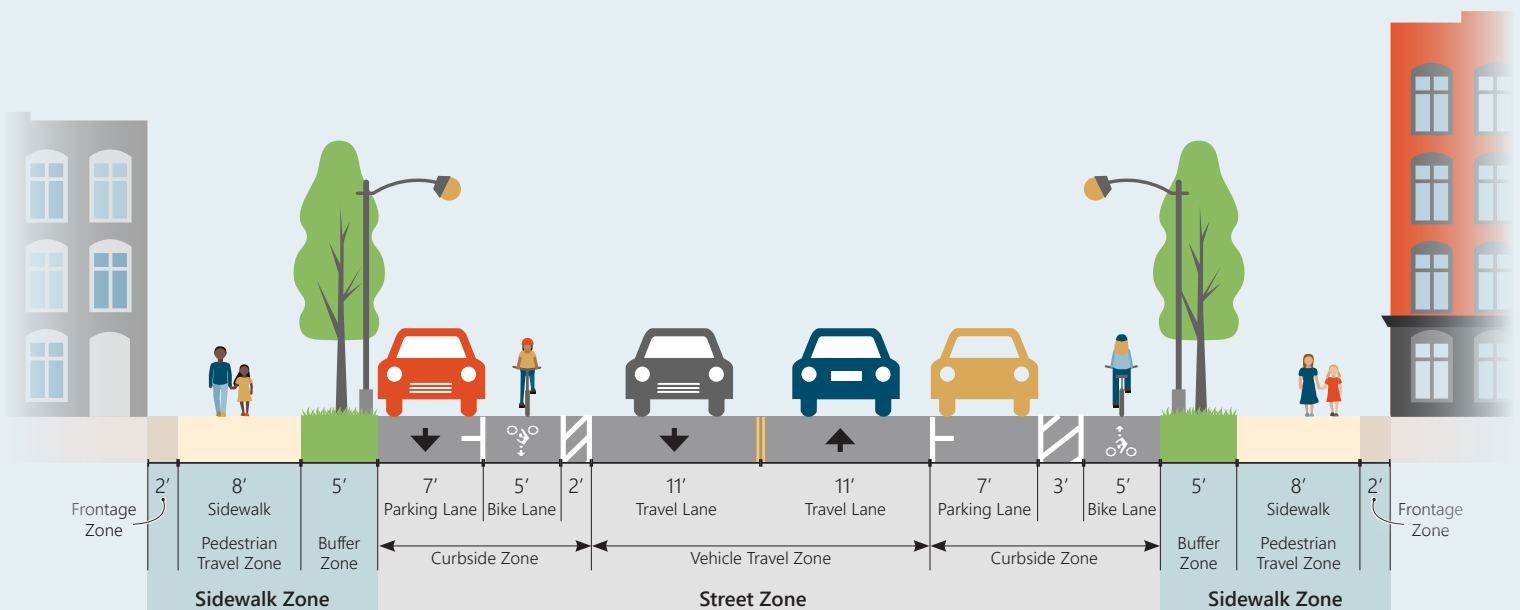 2’ 8’ 5’ 7’ 5’ 2’ 11’ 11’ 7’ 3’ 5’ 5’ 8’ 2’
Frontage
Zone
Sidewalk
Parking Lane
Bike Lane
Travel Lane
Travel Lane
Parking Lane
Bike Lane
Sidewalk
Frontage
Zone
Pedestrian
Travel Zone
Buffer
Zone
Curbside Zone
Vehicle Travel Zone
Curbside Zone
Buffer
Zone
Pedestrian
Travel Zone
Sidewalk Zone
Street Zone
Sidewalk Zone